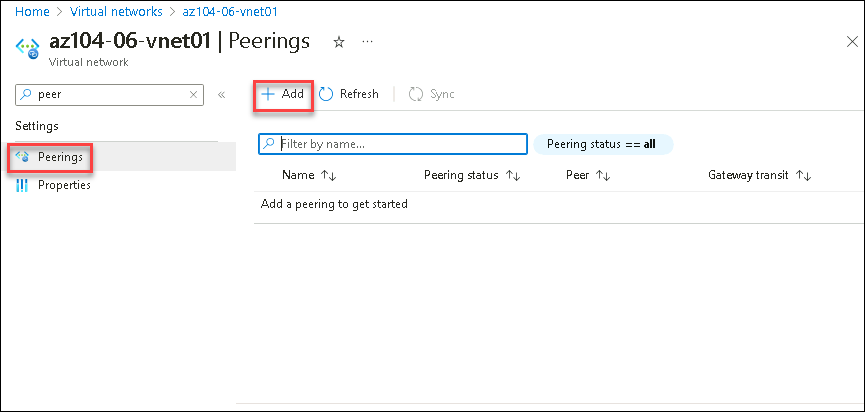 Home > Virtual networks > az104-06-vnet01
az104-06-vnet01 | Peerings ☆ ···
Virtual network
peer
Settings
Peerings
Properties
Add Refresh Sync
Filter by name... Peering status == all
Name ↑↓ Peering status ↑↓ Peer ↑↓ Gateway transit ↑↓
Add a peering to get started